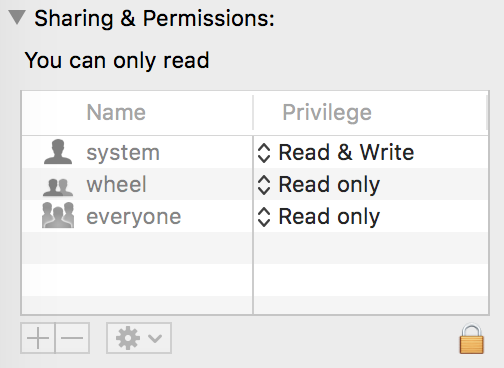 Sharing & Permissions:
You can only read
Name Privilege
system Read & Write
wheel Read only
everyone Read only